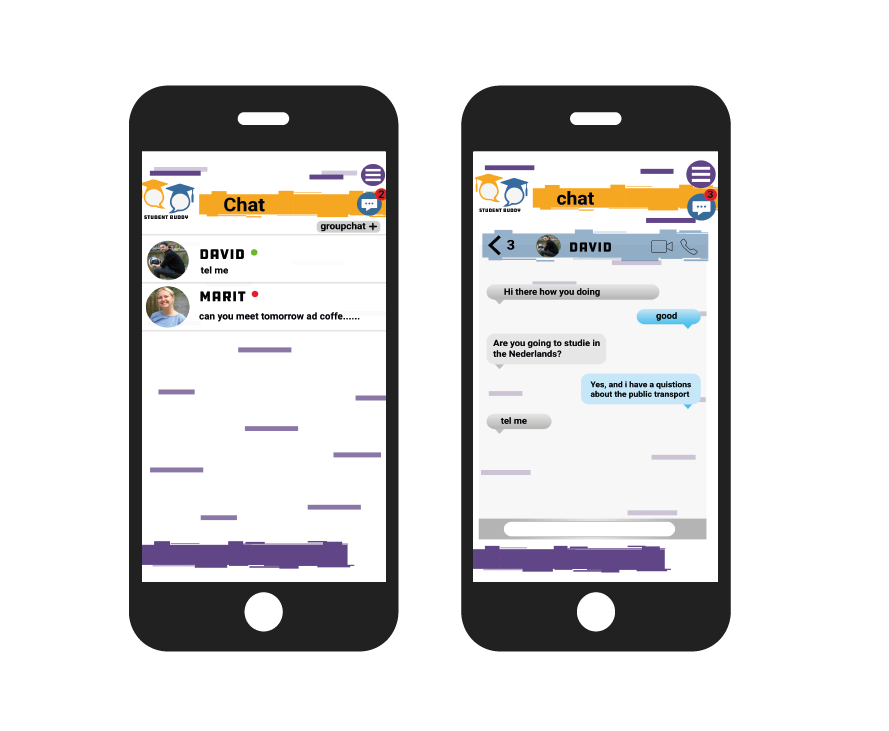 STUDENT BUDDY
Chat
2
groupchat +
DAVID
tel me
MARIT
can you meet tomorrow ad coffe......
STUDENT BUDDY
chat
3
3
DAVID
Hi there how you doing
good
Are you going to studie in
the Nederlands?
Yes, and i have a quistions
about the public transport
tel me